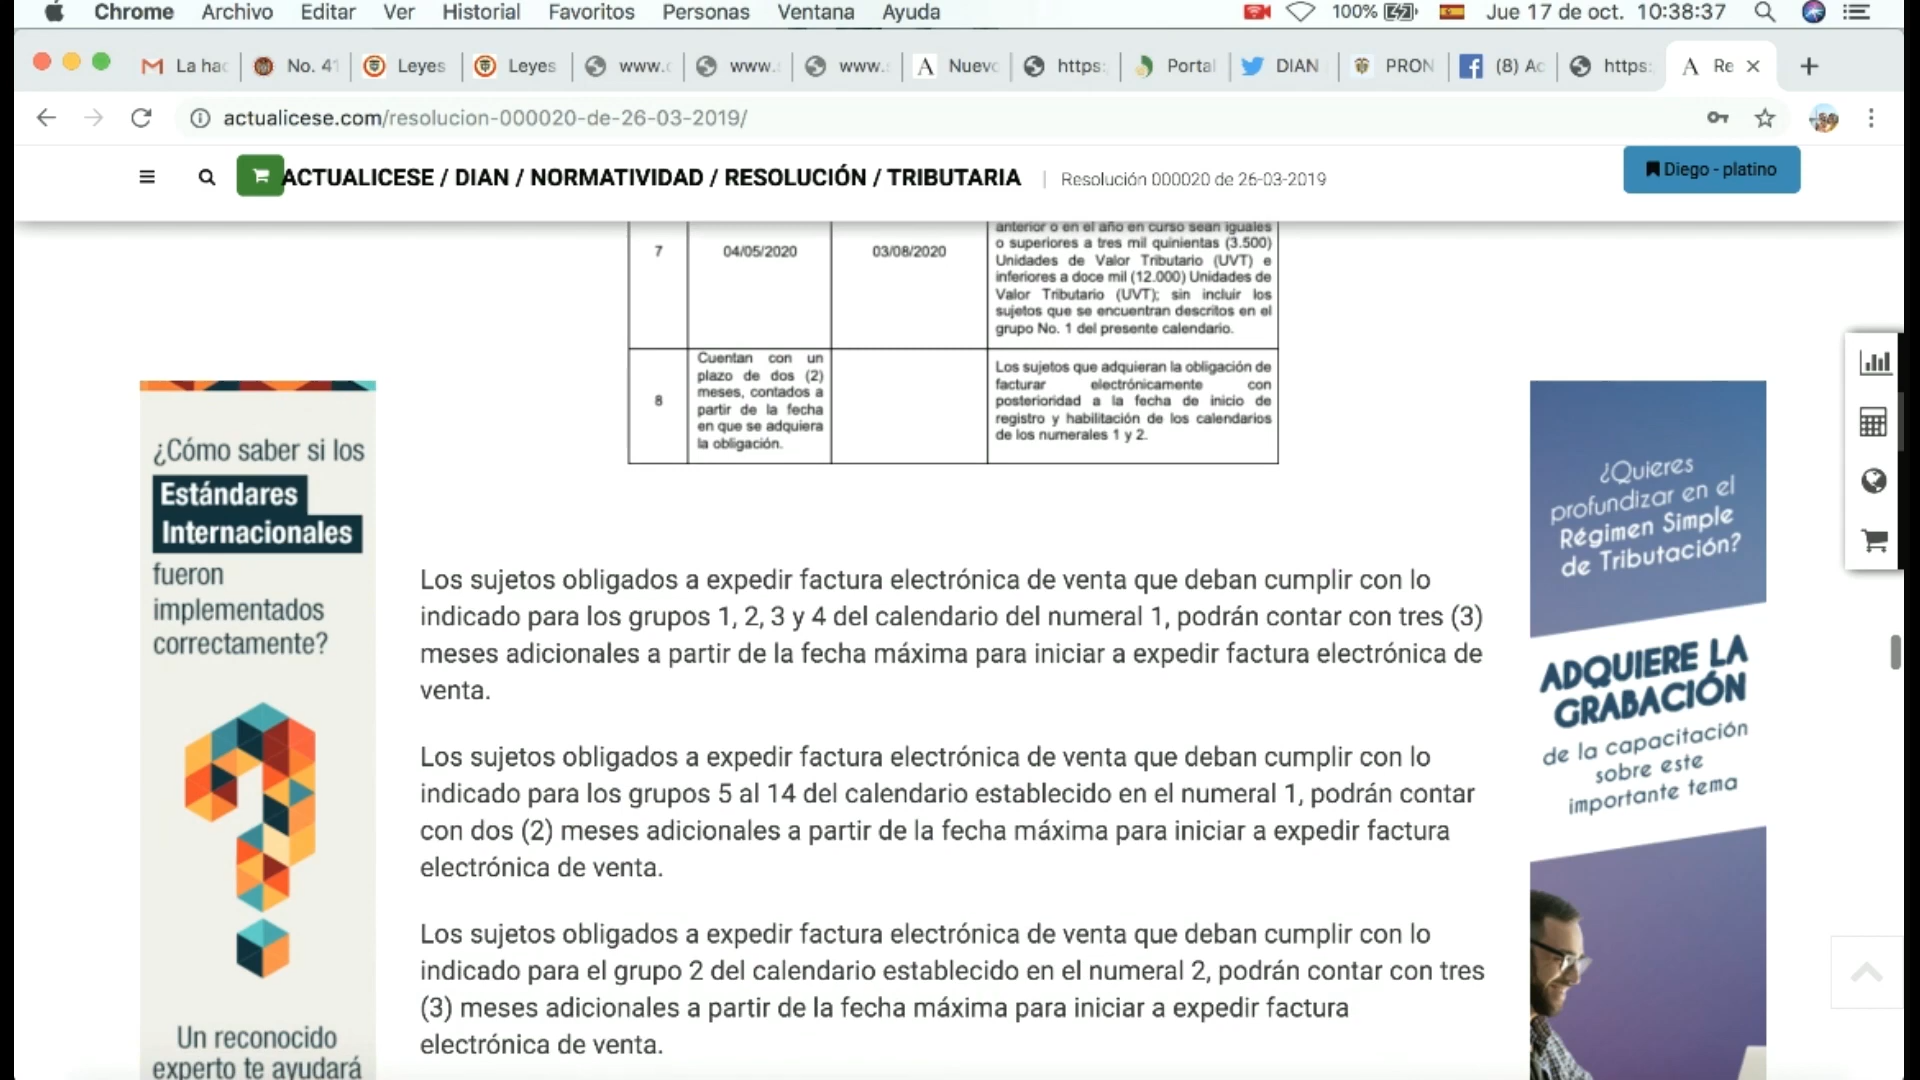 Chrome Archivo Editar Ver Historial Favoritos Personas Ventana Ayuda 100% Jue 17 de oct. 10:38:37
La hac No. 41 Leyes Leyes www.c www.s www.s Nuevo https: Portal DIAN PRON (8) Ac https: Re
actualicese.com/resolucion-000020-de-26-03-2019/
ACTUALICESE / DIAN / NORMATIVIDAD / RESOLUCIÓN / TRIBUTARIA | Resolución 000020 de 26-03-2019
Diego - platino
7
04/05/2020
03/08/2020
anterior o en el año en curso sean iguales
o superiores a tres mil quinientas (3.500)
Unidades de Valor Tributario (UVT) e
inferiores a doce mil (12.000) Unidades de
Valor Tributario (UVT); sin incluir los
sujetos que se encuentran descritos en el
grupo No. 1 del presente calendario.
8
Cuentan con un
plazo de dos (2)
meses, contados a
partir de la fecha
en que se adquiera
la obligación.
Los sujetos que adquieran la obligación de
facturar electrónicamente con
posterioridad a la fecha de inicio de
registro y habilitación de los calendarios
de los numerales 1 y 2.
¿Cómo saber si los
Estándares
Internacionales
fueron
implementados
correctamente?
Un reconocido
experto te ayudará
Los sujetos obligados a expedir factura electrónica de venta que deban cumplir con lo
indicado para los grupos 1, 2, 3 y 4 del calendario del numeral 1, podrán contar con tres (3)
meses adicionales a partir de la fecha máxima para iniciar a expedir factura electrónica de
venta.
Los sujetos obligados a expedir factura electrónica de venta que deban cumplir con lo
indicado para los grupos 5 al 14 del calendario establecido en el numeral 1, podrán contar
con dos (2) meses adicionales a partir de la fecha máxima para iniciar a expedir factura
electrónica de venta.
Los sujetos obligados a expedir factura electrónica de venta que deban cumplir con lo
indicado para el grupo 2 del calendario establecido en el numeral 2, podrán contar con tres
(3) meses adicionales a partir de la fecha máxima para iniciar a expedir factura
electrónica de venta.
¿Quieres
profundizar en el
Régimen Simple
de Tributación?
ADQUIERE LA
GRABACIÓN
de la capacitación
sobre este
importante tema